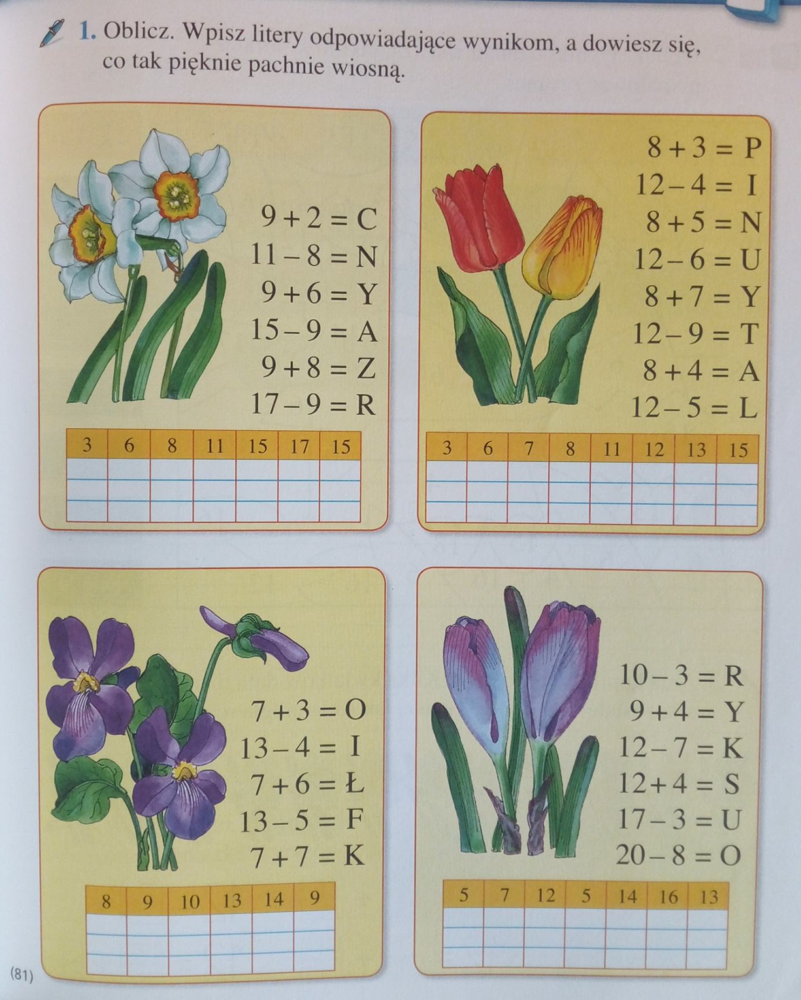 1. Oblicz. Wpisz litery odpowiadające wynikom, a dowiesz się,
co tak pięknie pachnie wiosną.
9 + 2 = C
11 – 8 = N
9 + 6 = Y
15 – 9 = A
9 + 8 = Z
17 – 9 = R
3 6 8 11 15 17 15
8 + 3 = P
12 – 4 = I
8 + 5 = N
12 – 6 = U
8 + 7 = Y
12 – 9 = T
8 + 4 = A
12 – 5 = L
3 6 7 8 11 12 13 15
7 + 3 = O
13 – 4 = I
7 + 6 = Ł
13 – 5 = F
7 + 7 = K
8 9 10 13 14 9
10 – 3 = R
9 + 4 = Y
12 – 7 = K
12 + 4 = S
17 – 3 = U
20 – 8 = O
5 7 12 5 14 16 13
(81)